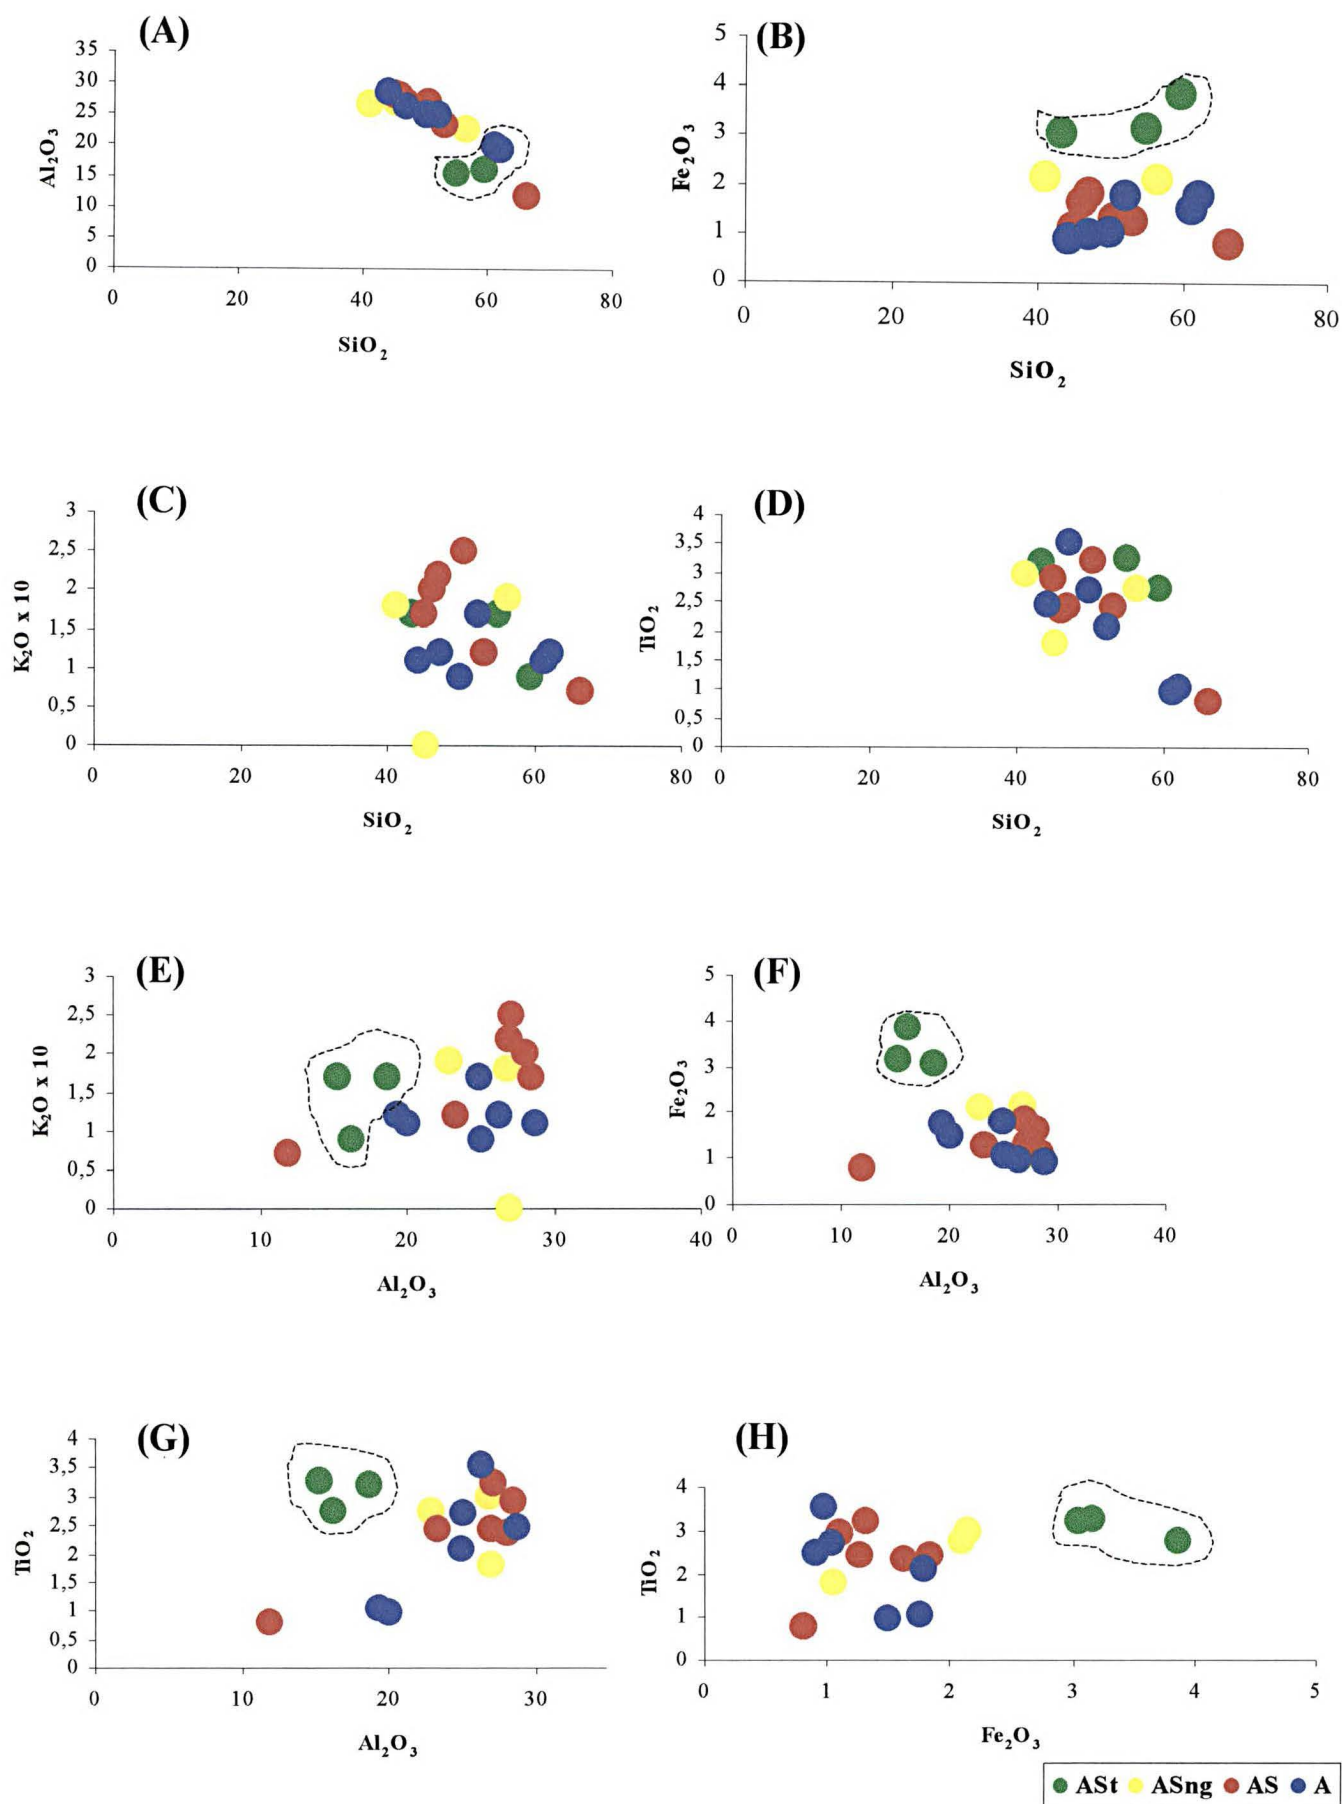 (A)
35
30
25
20
15
10
5
0
Al₂O₃
0 20 40 60 80
SiO₂
(B)
5
4
3
2
1
0
Fe₂O₃
0 20 40 60 80
SiO₂
(C)
3
2,5
2
1,5
1
0,5
0
K₂O x 10
0 20 40 60 80
SiO₂
(D)
4
3,5
3
2,5
2
1,5
1
0,5
0
TiO₂
0 20 40 60 80
SiO₂
(E)
3
2,5
2
1,5
1
0,5
0
K₂O x 10
0 10 20 30 40
Al₂O₃
(F)
5
4
3
2
1
0
Fe₂O₃
0 10 20 30 40
Al₂O₃
(G)
4
3,5
3
2,5
2
1,5
1
0,5
0
TiO₂
0 10 20 30
Al₂O₃
(H)
4
3
2
1
0
TiO₂
0 1 2 3 4 5
Fe₂O₃
ASt ASng AS A